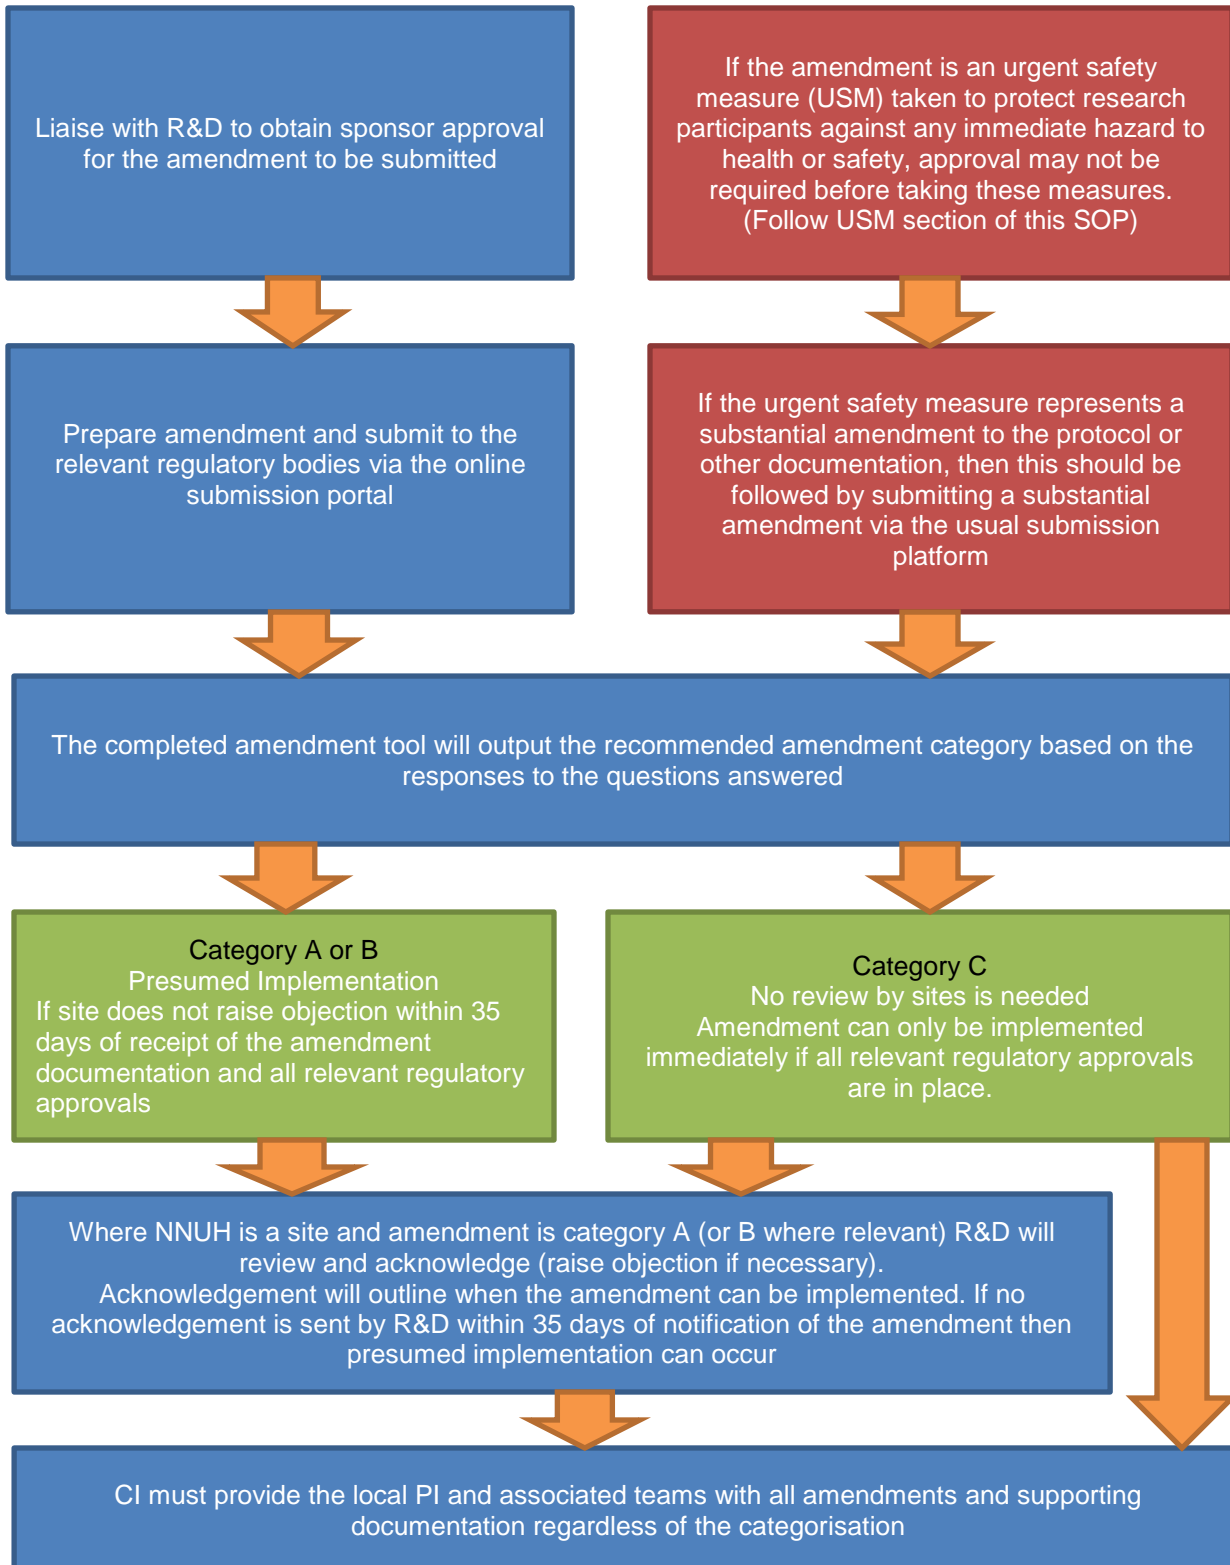 Liaise with R&D to obtain sponsor approval
for the amendment to be submitted
If the amendment is an urgent safety
measure (USM) taken to protect research
participants against any immediate hazard to
health or safety, approval may not be
required before taking these measures.
(Follow USM section of this SOP)
Prepare amendment and submit to the
relevant regulatory bodies via the online
submission portal
If the urgent safety measure represents a
substantial amendment to the protocol or
other documentation, then this should be
followed by submitting a substantial
amendment via the usual submission
platform
The completed amendment tool will output the recommended amendment category based on the
responses to the questions answered
Category A or B
Presumed Implementation
If site does not raise objection within 35
days of receipt of the amendment
documentation and all relevant regulatory
approvals
Category C
No review by sites is needed
Amendment can only be implemented
immediately if all relevant regulatory approvals
are in place.
Where NNUH is a site and amendment is category A (or B where relevant) R&D will
review and acknowledge (raise objection if necessary).
Acknowledgement will outline when the amendment can be implemented. If no
acknowledgement is sent by R&D within 35 days of notification of the amendment then
presumed implementation can occur
CI must provide the local PI and associated teams with all amendments and supporting
documentation regardless of the categorisation